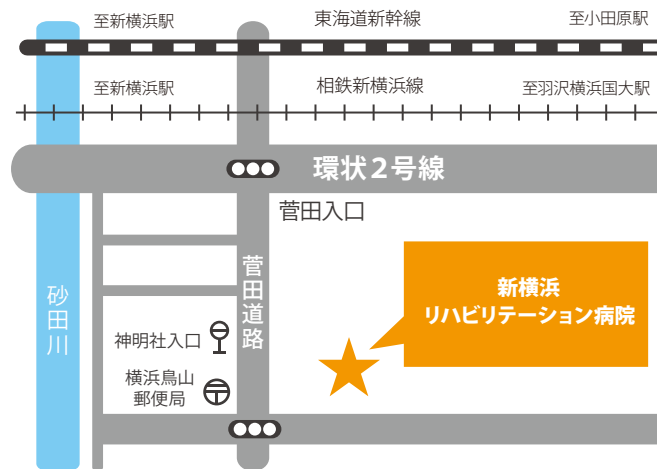 至新横浜駅
東海道新幹線
至小田原駅
至新横浜駅
相鉄新横浜線
至羽沢横浜国大駅
環状2号線
菅田入口
菅田道路
砂田川
新横浜
リハビリテーション病院
神明社入口
横浜鳥山
郵便局